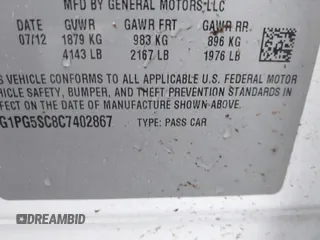 MFD BY GENERAL MOTORS, LLC
DATE GVWR GAWR FRT GAWR RR
07/12 1879 KG 983 KG 896 KG
4143 LB 2167 LB 1976 LB
S VEHICLE CONFORMS TO ALL APPLICABLE U.S. FEDERAL MOTOR
HICLE SAFETY, BUMPER, AND THEFT PREVENTION STANDARDS
EFFECT ON THE DATE OF MANUFACTURE SHOWN ABOVE.
G1PG5SC8C7402867 TYPE: PASS CAR
DREAMBID